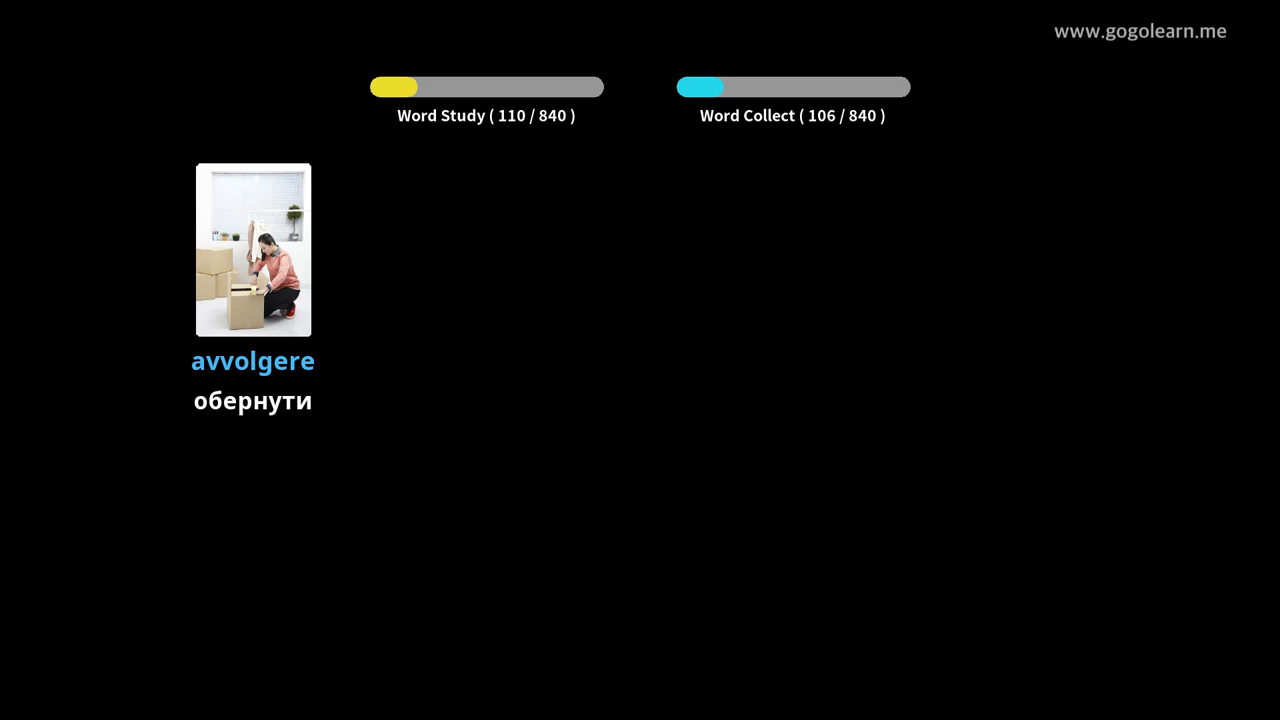 www.gogolearn.me
Word Study ( 110 / 840 )
Word Collect ( 106 / 840 )
avvolgere
обернути